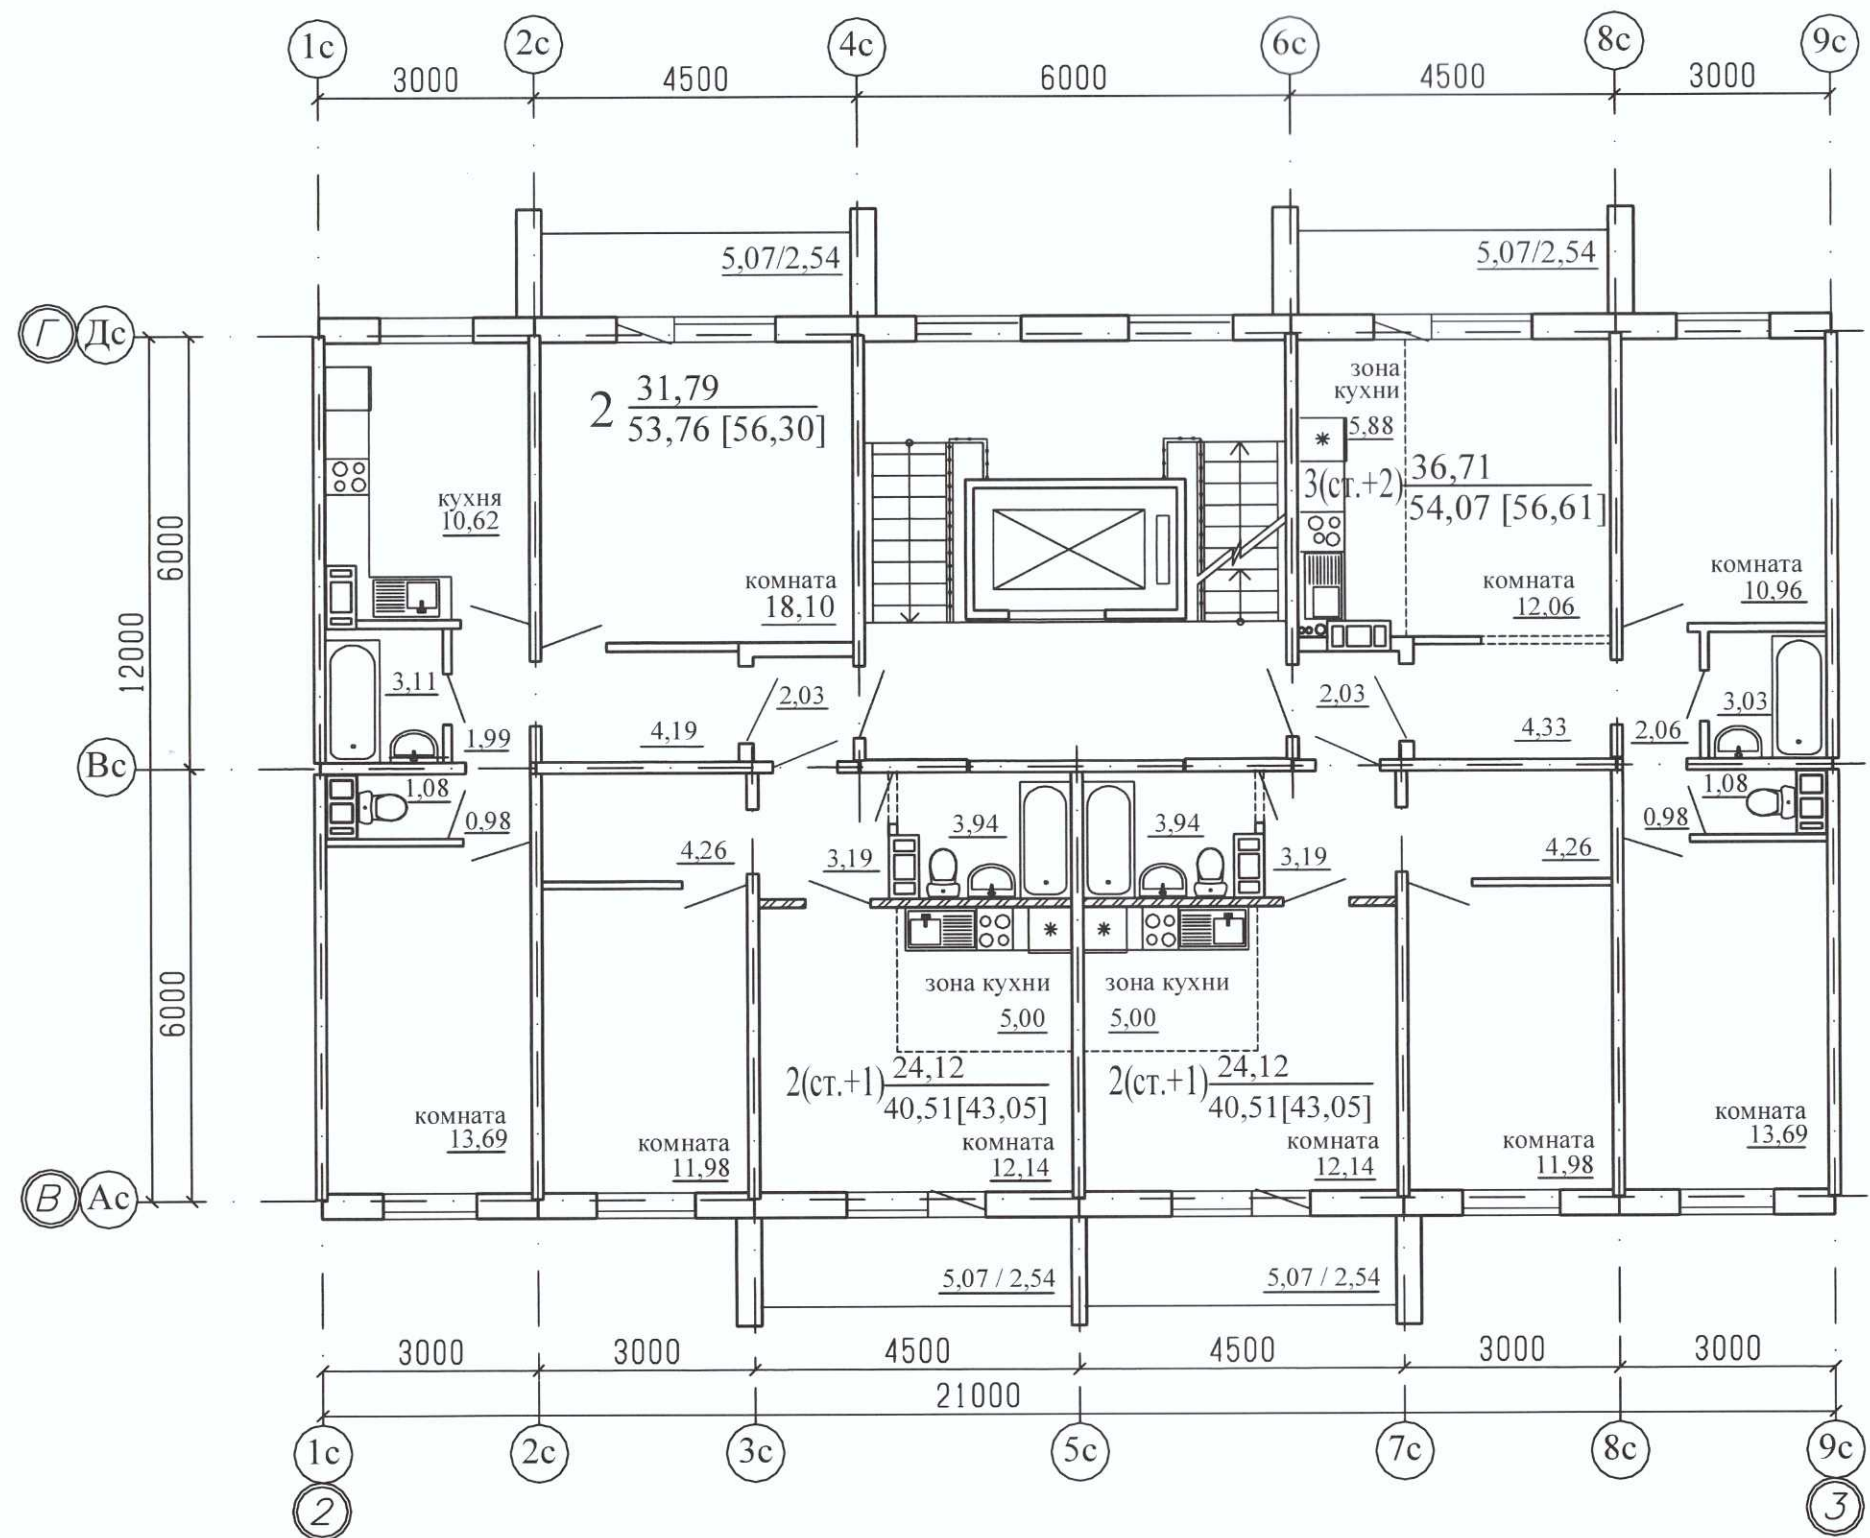 1с 2с 4с 6с 8с 9с
3000 4500 6000 4500 3000
5,07/2,54 5,07/2,54
Г Дс
зона
кухни
5,88
2 31,79
53,76 [56,30]
3(ст.+2) 36,71
54,07 [56,61]
кухня
10,62
6000
комната
18,10
комната
12,06
комната
10,96
12000
3,11 2,03 2,03 3,03
1,99 4,19 4,33 2,06
Вс
1,08 1,08
0,98 3,94 3,94 0,98
4,26 3,19 3,19 4,26
зона кухни зона кухни
5,00 5,00
6000
2(ст.+1) 24,12
40,51[43,05]
2(ст.+1) 24,12
40,51[43,05]
комната
13,69
комната
11,98
комната
12,14
комната
12,14
комната
11,98
комната
13,69
В Ас
5,07 / 2,54 5,07 / 2,54
3000 3000 4500 4500 3000 3000
21000
1с 2с 3с 5с 7с 8с 9с
2 3